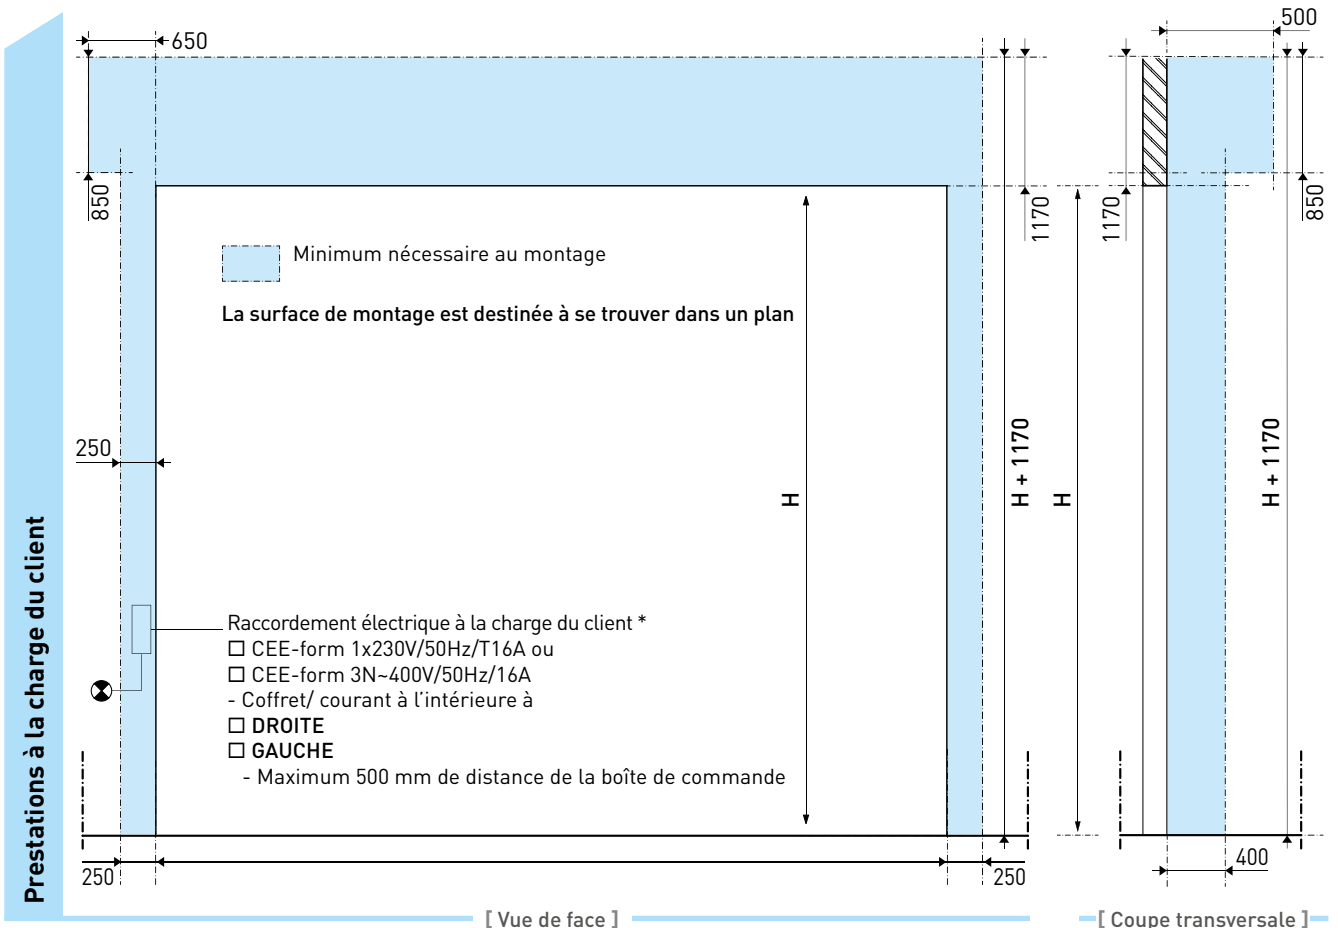 650
500
850
1170
1170
850
Minimum nécessaire au montage
La surface de montage est destinée à se trouver dans un plan
250
H
H + 1170
H
H + 1170
Prestations à la charge du client
Raccordement électrique à la charge du client *
□ CEE-form 1x230V/50Hz/T16A ou
□ CEE-form 3N~400V/50Hz/16A
- Coffret/ courant à l'intérieure à
□ DROITE
□ GAUCHE
- Maximum 500 mm de distance de la boîte de commande
250
250
400
[ Vue de face ]
[ Coupe transversale ]